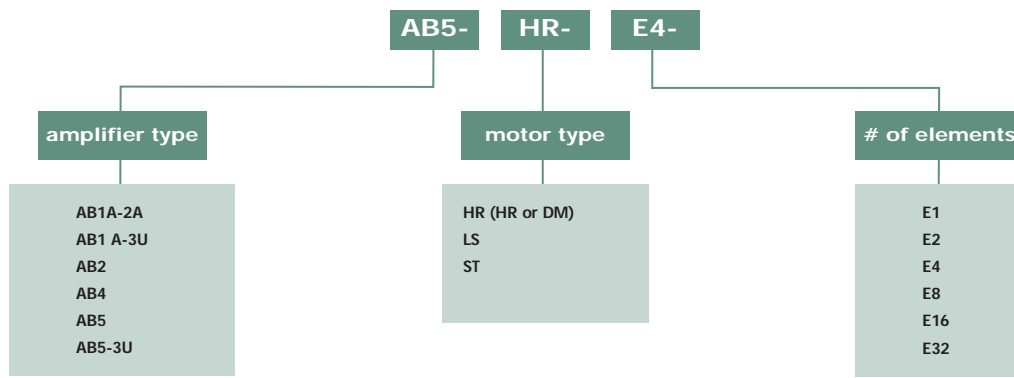 AB5- HR- E4-
amplifier type
motor type
# of elements
AB1A-2A
AB1 A-3U
AB2
AB4
AB5
AB5-3U
HR (HR or DM)
LS
ST
E1
E2
E4
E8
E16
E32